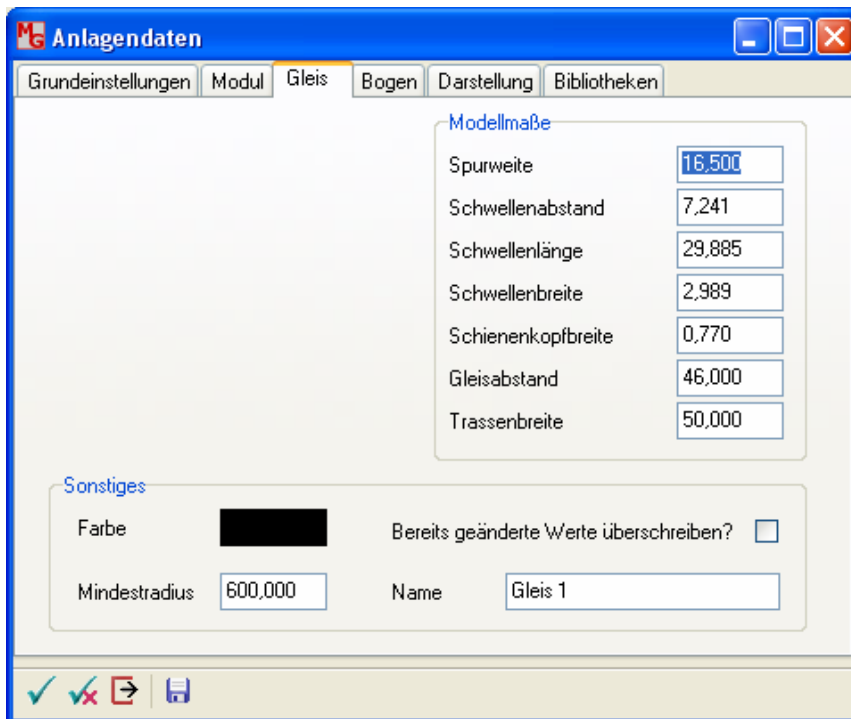 MG Anlagendaten
Grundeinstellungen Modul Gleis Bogen Darstellung Bibliotheken
Modellmaße
Spurweite 16,500
Schwellenabstand 7,241
Schwellenlänge 29,885
Schwellenbreite 2,989
Schienenkopfbreite 0,770
Gleisabstand 46,000
Trassenbreite 50,000
Sonstiges
Farbe Bereits geänderte Werte überschreiben?
Mindestradius 600,000 Name Gleis 1